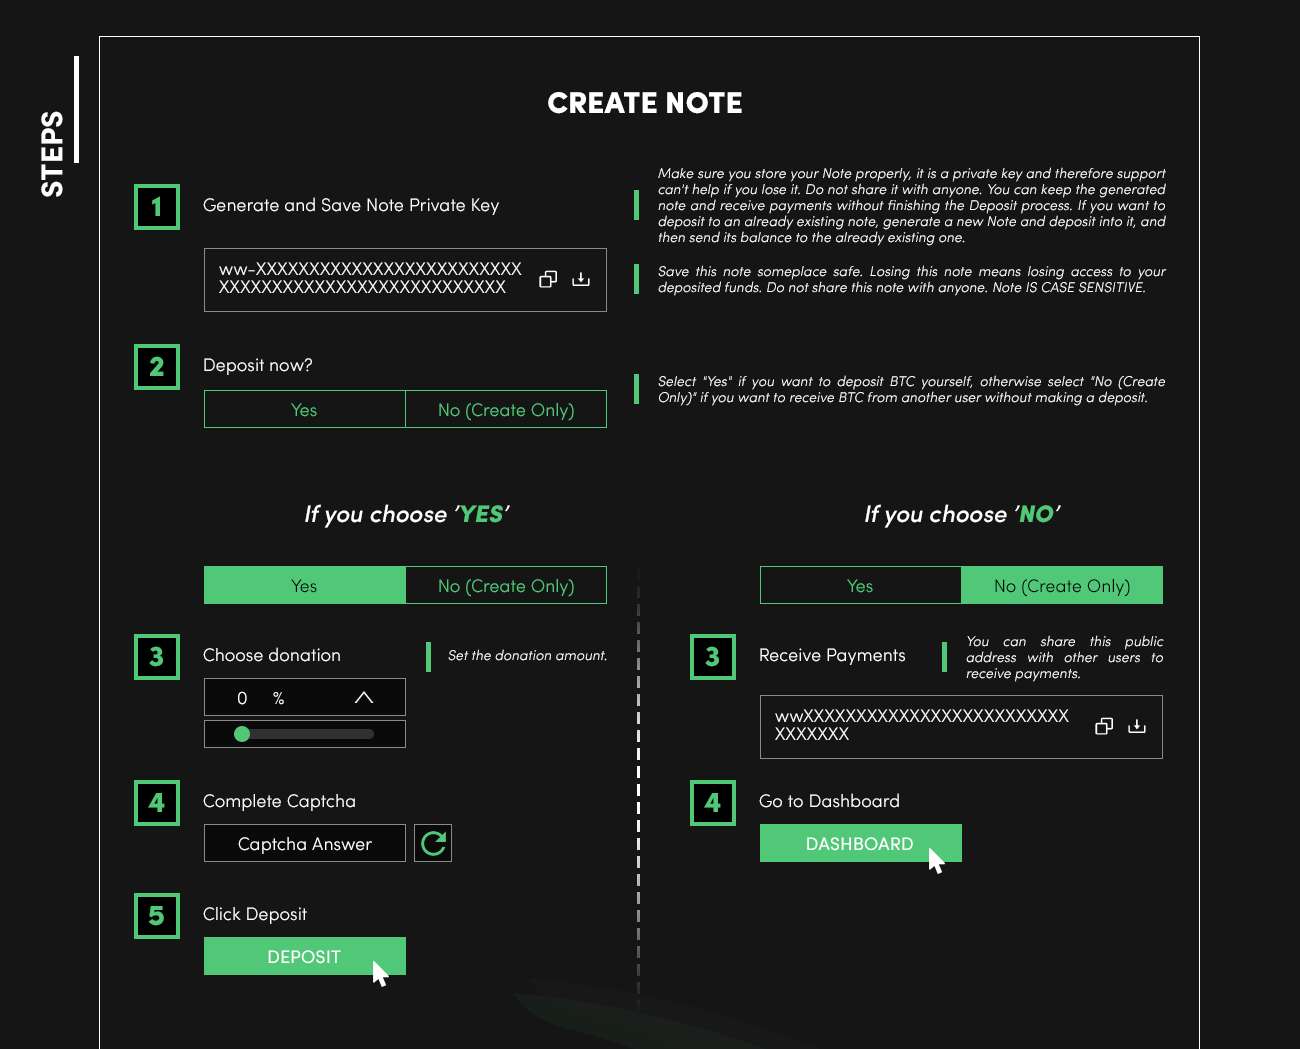 STEPS
CREATE NOTE
1
Generate and Save Note Private Key
Make sure you store your Note properly, it is a private key and therefore support
can't help if you lose it. Do not share it with anyone. You can keep the generated
note and receive payments without finishing the Deposit process. If you want to
deposit to an already existing note, generate a new Note and deposit into it, and
then send its balance to the already existing one.
ww-XXXXXXXXXXXXXXXXXXXXXXXXX
XXXXXXXXXXXXXXXXXXXXXXXXXXX
Save this note someplace safe. Losing this note means losing access to your
deposited funds. Do not share this note with anyone. Note IS CASE SENSITIVE.
2
Deposit now?
Yes
No (Create Only)
Select "Yes" if you want to deposit BTC yourself, otherwise select "No (Create
Only)" if you want to receive BTC from another user without making a deposit.
If you choose 'YES'
Yes
No (Create Only)
3
Choose donation
Set the donation amount.
0 %
4
Complete Captcha
Captcha Answer
5
Click Deposit
DEPOSIT
If you choose 'NO'
Yes
No (Create Only)
3
Receive Payments
You can share this public
address with other users to
receive payments.
wwXXXXXXXXXXXXXXXXXXXXXXXXX
XXXXXXX
4
Go to Dashboard
DASHBOARD